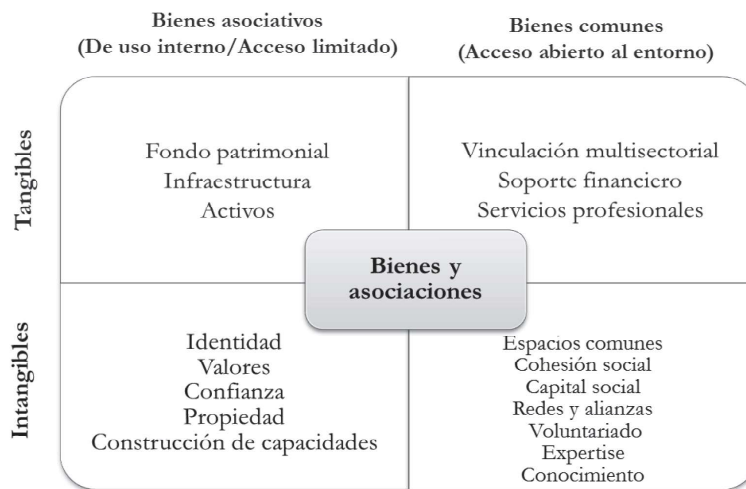 Bienes asociativos
(De uso interno/Acceso limitado)
Bienes comunes
(Acceso abierto al entorno)
Tangibles
Fondo patrimonial
Infraestructura
Activos
Vinculación multisectorial
Soporte financiero
Servicios profesionales
Bienes y
asociaciones
Intangibles
Identidad
Valores
Confianza
Propiedad
Construcción de capacidades
Espacios comunes
Cohesión social
Capital social
Redes y alianzas
Voluntariado
Expertise
Conocimiento